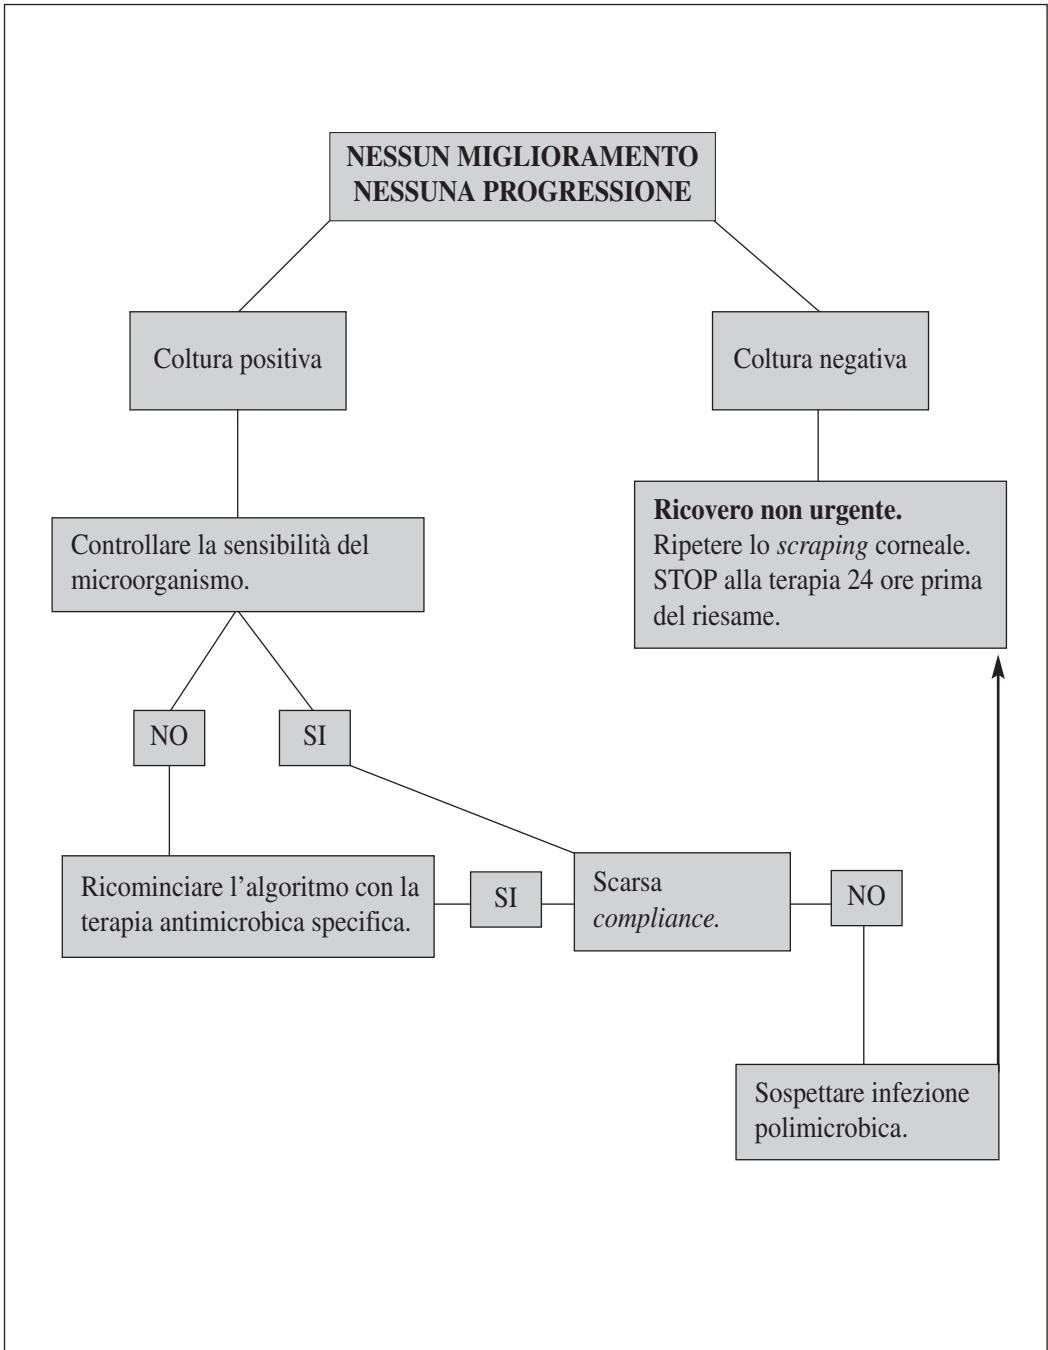 NESSUN MIGLIORAMENTO
NESSUNA PROGRESSIONE
Coltura positiva
Coltura negativa
Controllare la sensibilità del
microorganismo.
Ricovero non urgente.
Ripetere lo scraping corneale.
STOP alla terapia 24 ore prima
del riesame.
NO
SI
Ricominciare l’algoritmo con la
terapia antimicrobica specifica.
SI
Scarsa
compliance.
NO
Sospettare infezione
polimicrobica.